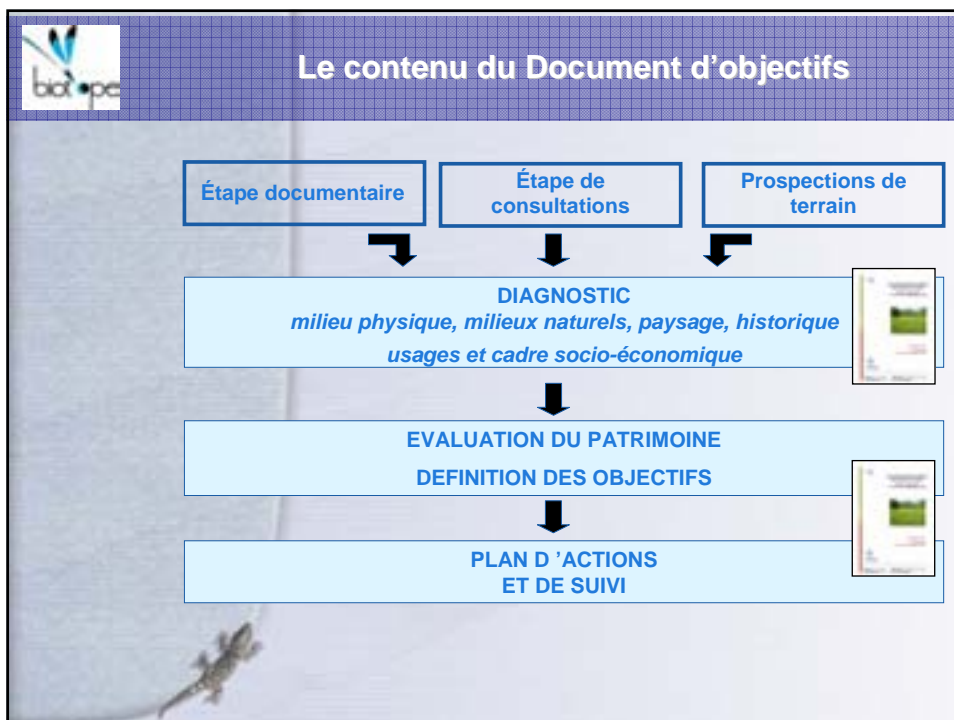 biotope
Le contenu du Document d’objectifs
Étape documentaire
Étape de
consultations
Prospections de
terrain
DIAGNOSTIC
milieu physique, milieux naturels, paysage, historique
usages et cadre socio-économique
EVALUATION DU PATRIMOINE
DEFINITION DES OBJECTIFS
PLAN D ’ACTIONS
ET DE SUIVI